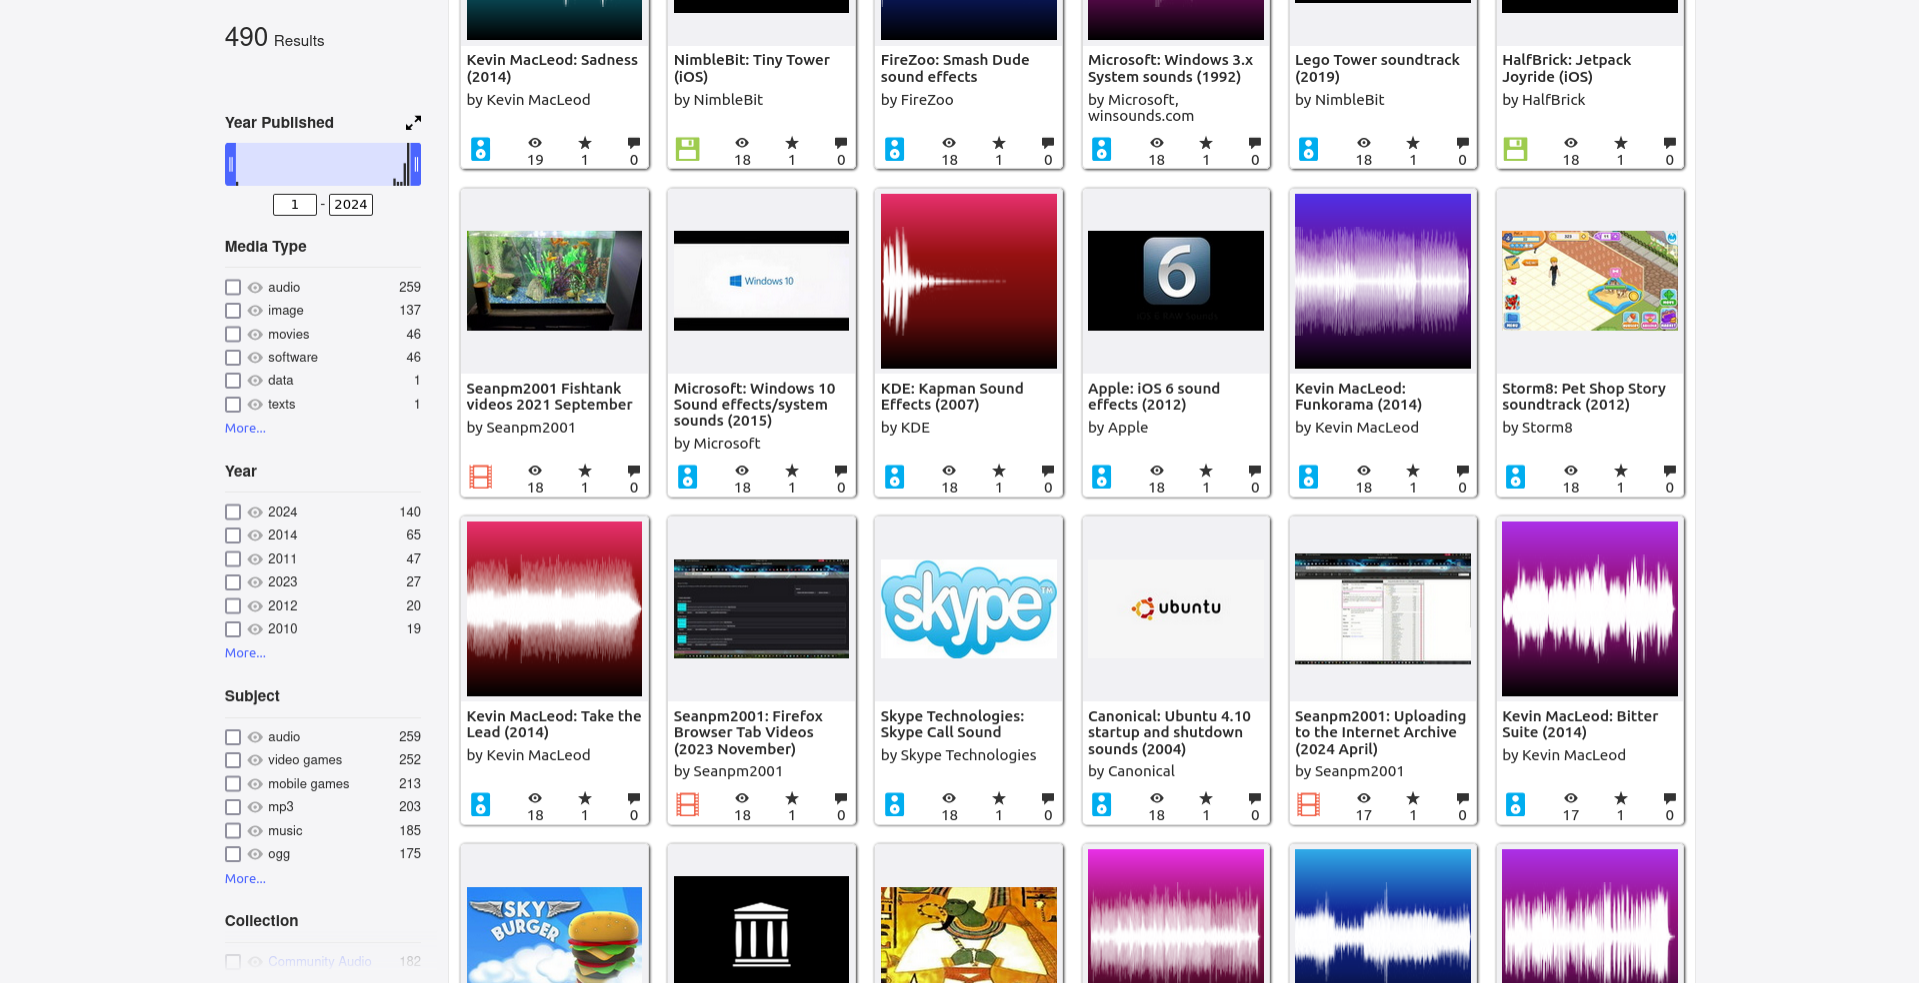 490 Results
Year Published
1 - 2024
Media Type
audio 259
image 137
movies 46
software 46
data 1
texts 1
More...
Year
2024 140
2014 65
2011 47
2023 27
2012 20
2010 19
More...
Subject
audio 259
video games 252
mobile games 213
mp3 203
music 185
ogg 175
More...
Collection
Community Audio 182
Kevin MacLeod: Sadness
(2014)
by Kevin MacLeod
19 1 0
NimbleBit: Tiny Tower
(iOS)
by NimbleBit
18 1 0
FireZoo: Smash Dude
sound effects
by FireZoo
18 1 0
Microsoft: Windows 3.x
System sounds (1992)
by Microsoft,
winsounds.com
18 1 0
Lego Tower soundtrack
(2019)
by NimbleBit
18 1 0
HalfBrick: Jetpack
Joyride (iOS)
by HalfBrick
18 1 0
Seanpm2001 Fishtank
videos 2021 September
by Seanpm2001
18 1 0
Windows 10
Microsoft: Windows 10
Sound effects/system
sounds (2015)
by Microsoft
18 1 0
KDE: Kapman Sound
Effects (2007)
by KDE
18 1 0
6
iOS 6 RAW Sounds
Apple: iOS 6 sound
effects (2012)
by Apple
18 1 0
Kevin MacLeod:
Funkorama (2014)
by Kevin MacLeod
18 1 0
Storm8: Pet Shop Story
soundtrack (2012)
by Storm8
18 1 0
Kevin MacLeod: Take the
Lead (2014)
by Kevin MacLeod
18 1 0
Seanpm2001: Firefox
Browser Tab Videos
(2023 November)
by Seanpm2001
18 1 0
skype™
Skype Technologies:
Skype Call Sound
by Skype Technologies
18 1 0
ubuntu
Canonical: Ubuntu 4.10
startup and shutdown
sounds (2004)
by Canonical
18 1 0
Seanpm2001: Uploading
to the Internet Archive
(2024 April)
by Seanpm2001
17 1 0
Kevin MacLeod: Bitter
Suite (2014)
by Kevin MacLeod
17 1 0
SKY
BURGER